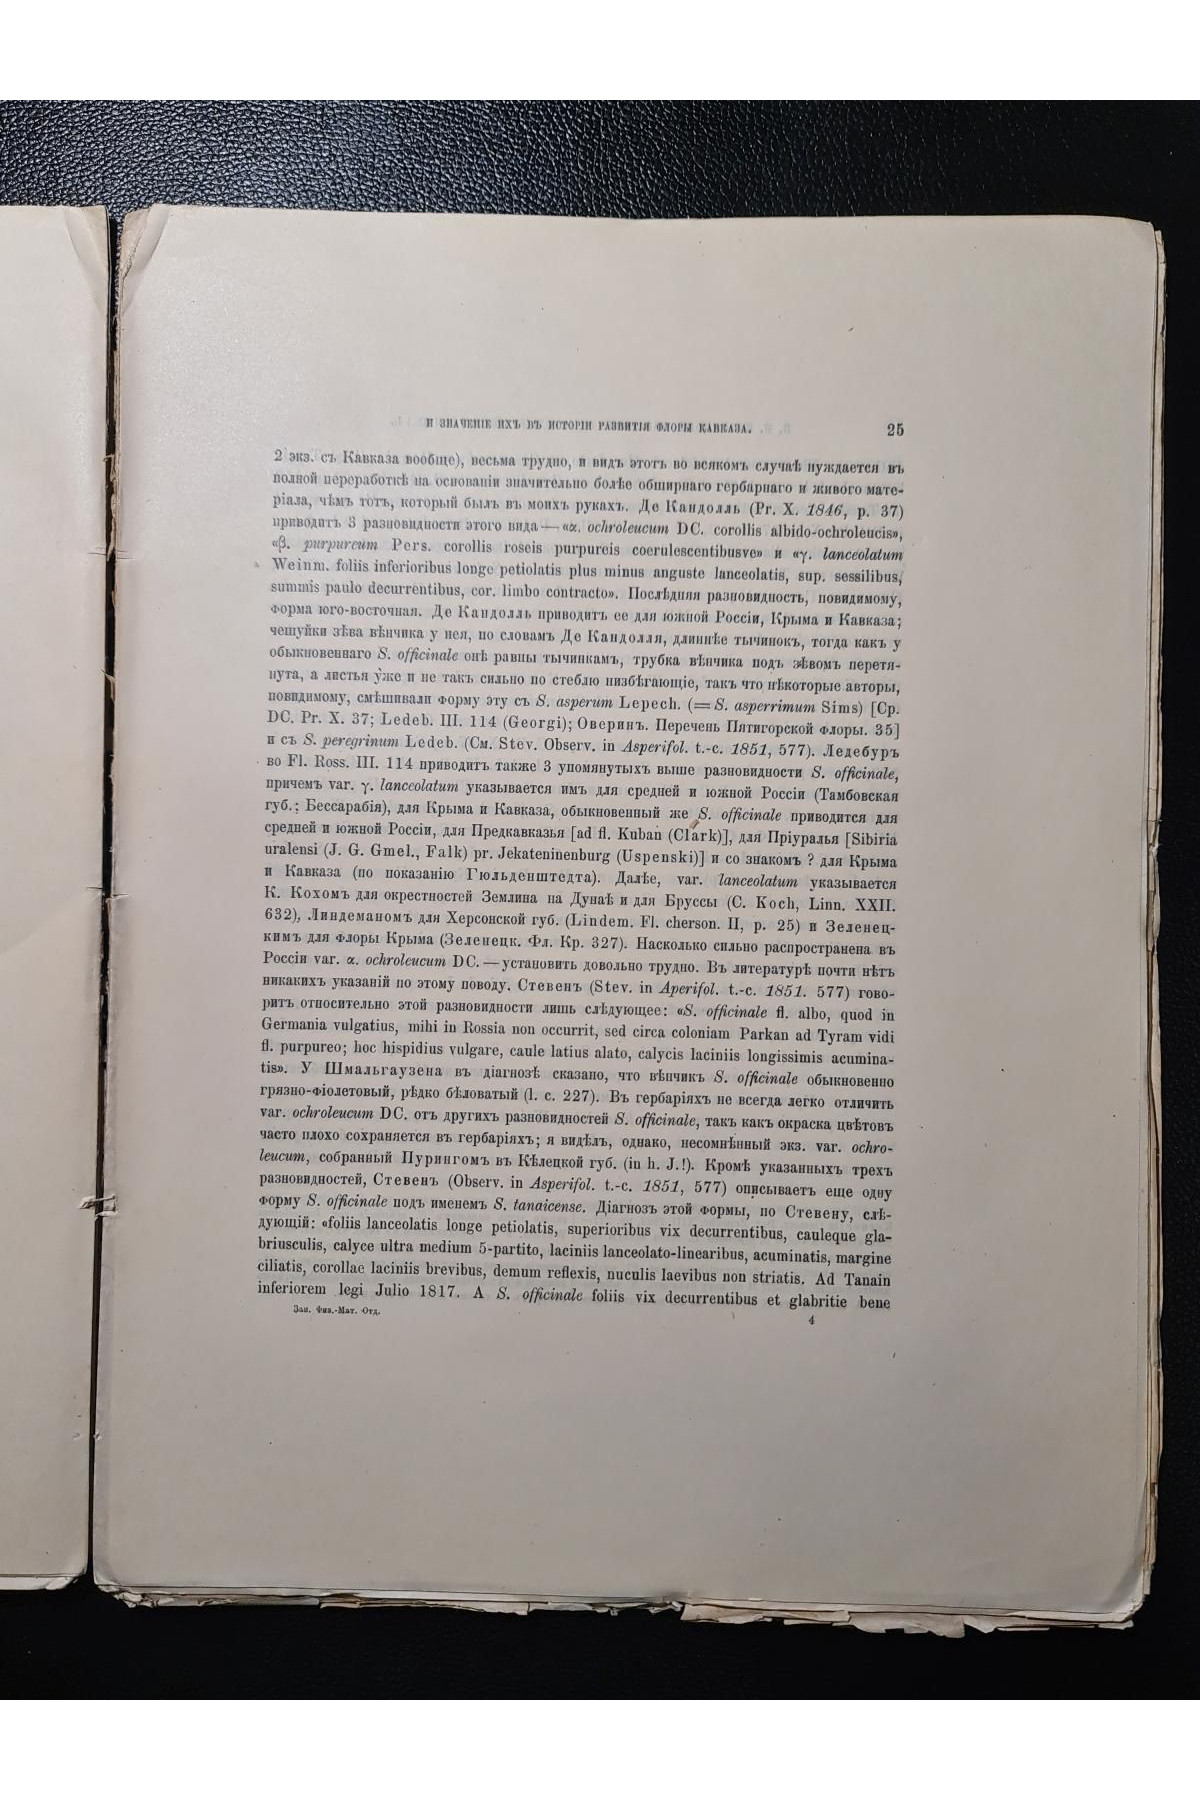 И ЗНАЧЕНІЕ ИХЪ ВЪ ИСТОРІИ РАЗВИТІЯ ФЛОРЫ КАВКАЗА. 25
2 экз. съ Кавказа вообще), весьма трудно, и видъ этотъ во всякомъ случаѣ нуждается въ
полной переработкѣ на основаніи значительно болѣе обширнаго гербарнаго и живого мате-
ріала, чѣмъ тотъ, который былъ въ моихъ рукахъ. Де Кандолль (Pr. X. 1846, p. 37)
приводитъ 3 разновидности этого вида — «α. ochroleucum DC. corollis albido-ochroleucis»,
«β. purpureum Pers. corollis roseis purpureis coerulescentibusve» и «γ. lanceolatum
Weinm. foliis inferioribus longe petiolatis plus minus anguste lanceolatis, sup. sessilibus,
summis paulo decurrentibus, cor. limbo contracto». Послѣдняя разновидность, повидимому,
форма юго-восточная. Де Кандолль приводитъ ее для южной Россіи, Крыма и Кавказа;
чешуйки зѣва вѣнчика у нея, по словамъ Де Кандолля, длиннѣе тычинокъ, тогда какъ у
обыкновеннаго S. officinale онѣ равны тычинкамъ, трубка вѣнчика подъ зѣвомъ перетя-
нута, а листья уже и не такъ сильно по стеблю низбѣгающіе, такъ что нѣкоторые авторы,
повидимому, смѣшивали форму эту съ S. asperum Lepech. (= S. asperrimum Sims) [Ср.
DC. Pr. X. 37; Ledeb. III. 114 (Georgi); Оверинъ. Перечень Пятигорской Флоры. 35]
и съ S. peregrinum Ledeb. (См. Stev. Observ. in Asperifol. t.-c. 1851, 577). Ледебуръ
во Fl. Ross. III. 114 приводитъ также 3 упомянутыхъ выше разновидности S. officinale,
причемъ var. γ. lanceolatum указывается имъ для средней и южной Россіи (Тамбовская
губ.; Бессарабія), для Крыма и Кавказа, обыкновенный же S. officinale приводится для
средней и южной Россіи, для Предкавказья [ad fl. Kuban (Clark)], для Пріуралья [Sibiria
uralensi (J. G. Gmel., Falk) pr. Jekateninenburg (Uspenski)] и со знакомъ ? для Крыма
и Кавказа (по показанію Гюльденштедта). Далѣе, var. lanceolatum указывается
К. Кохомъ для окрестностей Землина на Дунаѣ и для Бруссы (C. Koch, Linn. XXII.
632), Линдеманомъ для Херсонской губ. (Lindem. Fl. cherson. II, p. 25) и Зеленец-
кимъ для флоры Крыма (Зеленецк. Фл. Кр. 327). Насколько сильно распространена въ
Россіи var. α. ochroleucum DC. — установить довольно трудно. Въ литературѣ почти нѣтъ
никакихъ указаній по этому поводу. Стевенъ (Stev. in Aperifol. t.-c. 1851. 577) гово-
ритъ относительно этой разновидности лишь слѣдующее: «S. officinale fl. albo, quod in
Germania vulgatius, mihi in Rossia non occurrit, sed circa coloniam Parkan ad Tyram vidi
fl. purpureo; hoc hispidius vulgare, caule latius alato, calycis laciniis longissimis acumina-
tis». У Шмальгаузена въ діагнозѣ сказано, что вѣнчикъ S. officinale обыкновенно
грязно-фіолетовый, рѣдко бѣловатый (l. c. 227). Въ гербаріяхъ не всегда легко отличить
var. ochroleucum DC. отъ другихъ разновидностей S. officinale, такъ какъ окраска цвѣтовъ
часто плохо сохраняется въ гербаріяхъ; я видѣлъ, однако, несомнѣнный экз. var. ochro-
leucum, собранный Пурингомъ въ Кѣлецкой губ. (in h. J.!). Кромѣ указанныхъ трехъ
разновидностей, Стевенъ (Observ. in Asperifol. t.-c. 1851, 577) описываетъ еще одну
форму S. officinale подъ именемъ S. tanaicense. Діагнозъ этой формы, по Стевену, слѣ-
дующій: «foliis lanceolatis longe petiolatis, superioribus vix decurrentibus, cauleque gla-
briusculis, calyce ultra medium 5-partito, laciniis lanceolato-linearibus, acuminatis, margine
ciliatis, corollae laciniis brevibus, demum reflexis, nuculis laevibus non striatis. Ad Tanain
inferiorem legi Julio 1817. A S. officinale foliis vix decurrentibus et glabritie bene
Зап. Физ.-Мат. Отд. 4